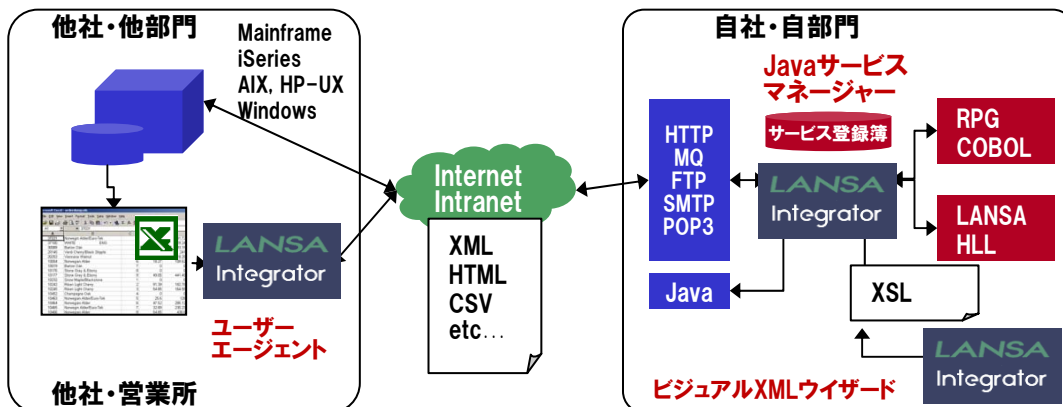 他社・他部門
Mainframe
iSeries
AIX, HP-UX
Windows
LANSA
Integrator
ユーザー
エージェント
他社・営業所
Internet
Intranet
XML
HTML
CSV
etc…
自社・自部門
Javaサービス
マネージャー
サービス登録簿
HTTP
MQ
FTP
SMTP
POP3
LANSA
Integrator
RPG
COBOL
LANSA
HLL
Java
XSL
LANSA
Integrator
ビジュアルXMLウイザード